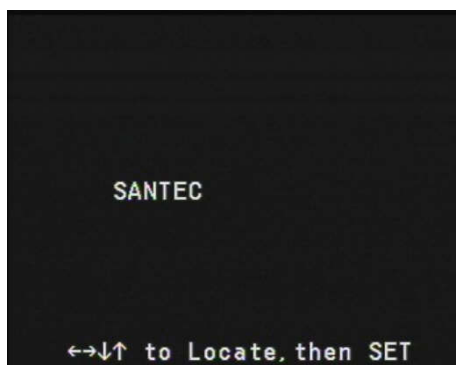 SANTEC
←→↓↑ to Locate, then SET